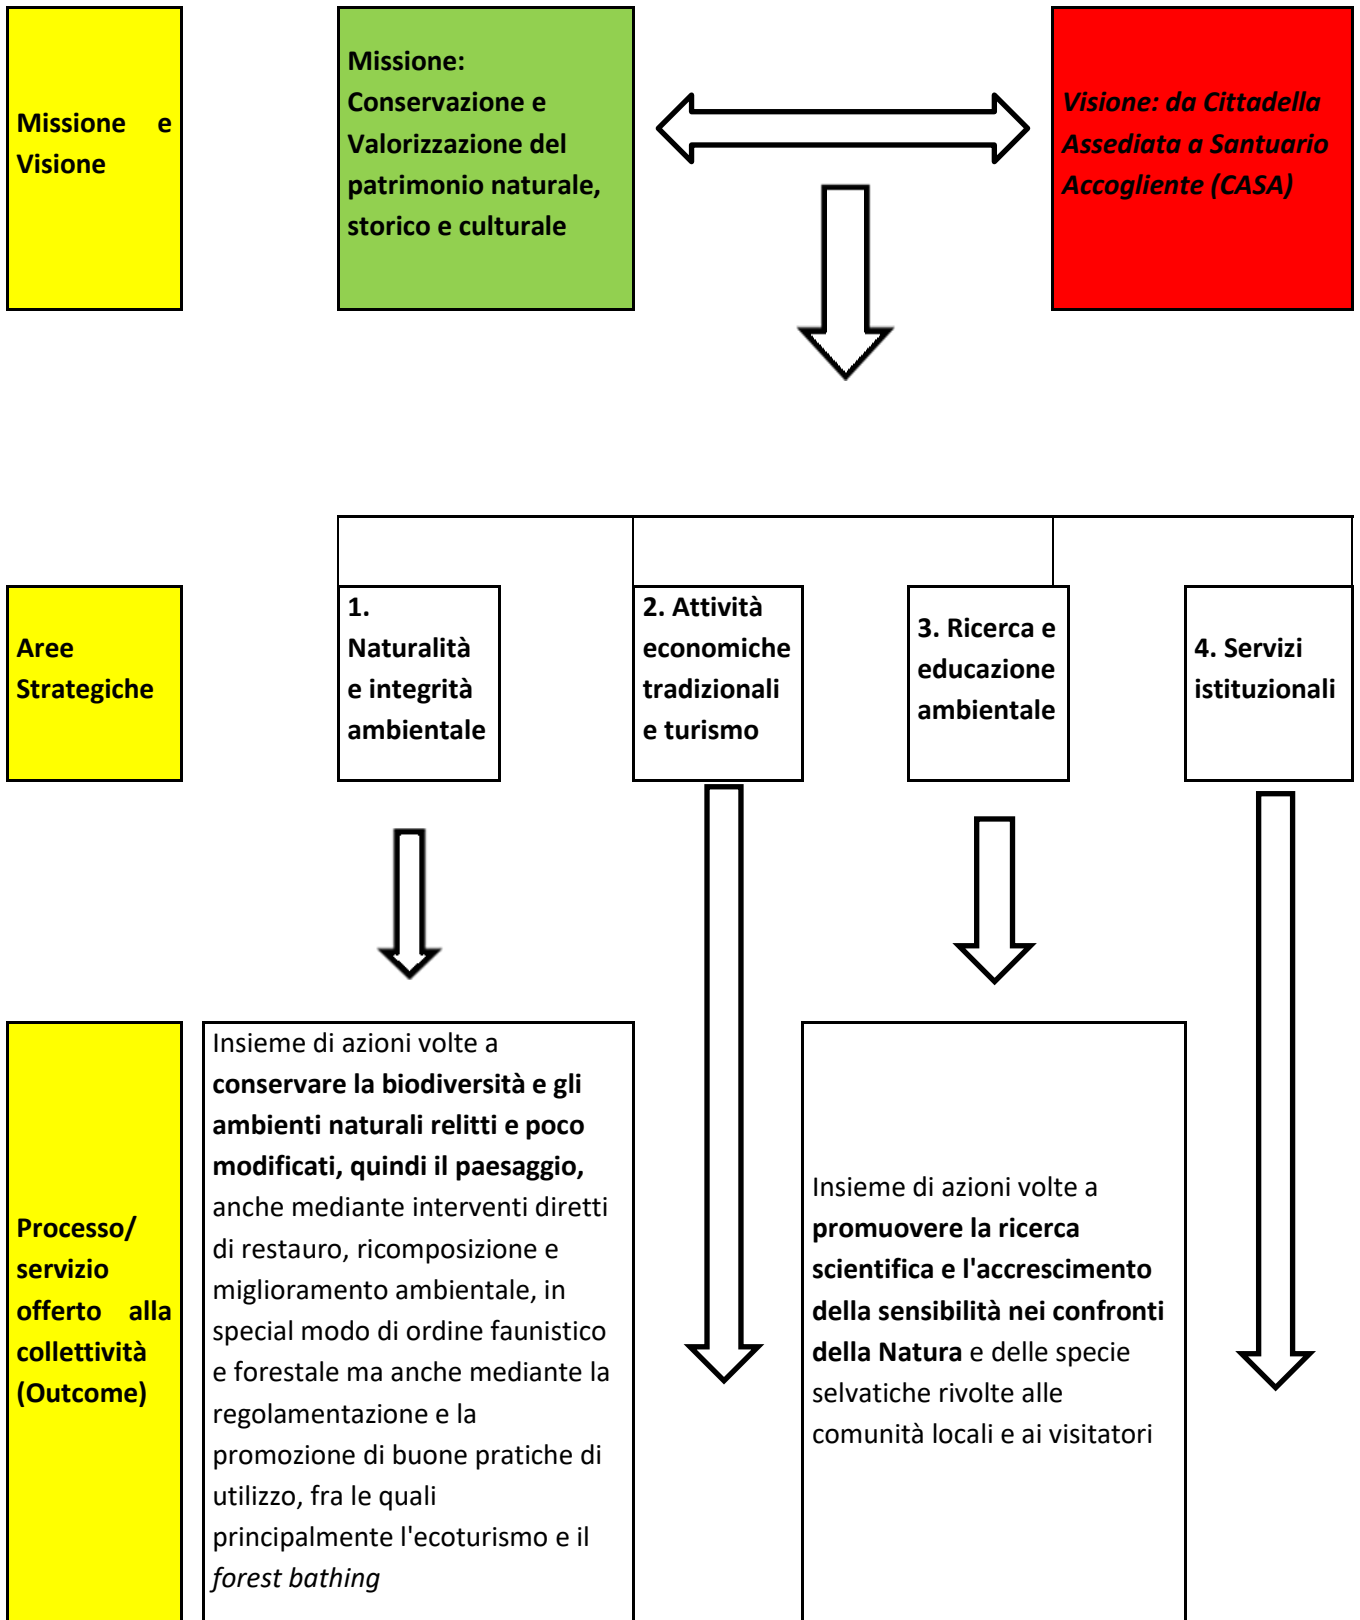 Missione e
Visione
Missione:
Conservazione e
Valorizzazione del
patrimonio naturale,
storico e culturale
Visione: da Cittadella
Assediata a Santuario
Accogliente (CASA)
Aree
Strategiche
1.
Naturalità
e integrità
ambientale
2. Attività
economiche
tradizionali
e turismo
3. Ricerca e
educazione
ambientale
4. Servizi
istituzionali
Processo/
servizio
offerto alla
collettività
(Outcome)
Insieme di azioni volte a
conservare la biodiversità e gli
ambienti naturali relitti e poco
modificati, quindi il paesaggio,
anche mediante interventi diretti
di restauro, ricomposizione e
miglioramento ambientale, in
special modo di ordine faunistico
e forestale ma anche mediante la
regolamentazione e la
promozione di buone pratiche di
utilizzo, fra le quali
principalmente l'ecoturismo e il
forest bathing
Insieme di azioni volte a
promuovere la ricerca
scientifica e l'accrescimento
della sensibilità nei confronti
della Natura e delle specie
selvatiche rivolte alle
comunità locali e ai visitatori